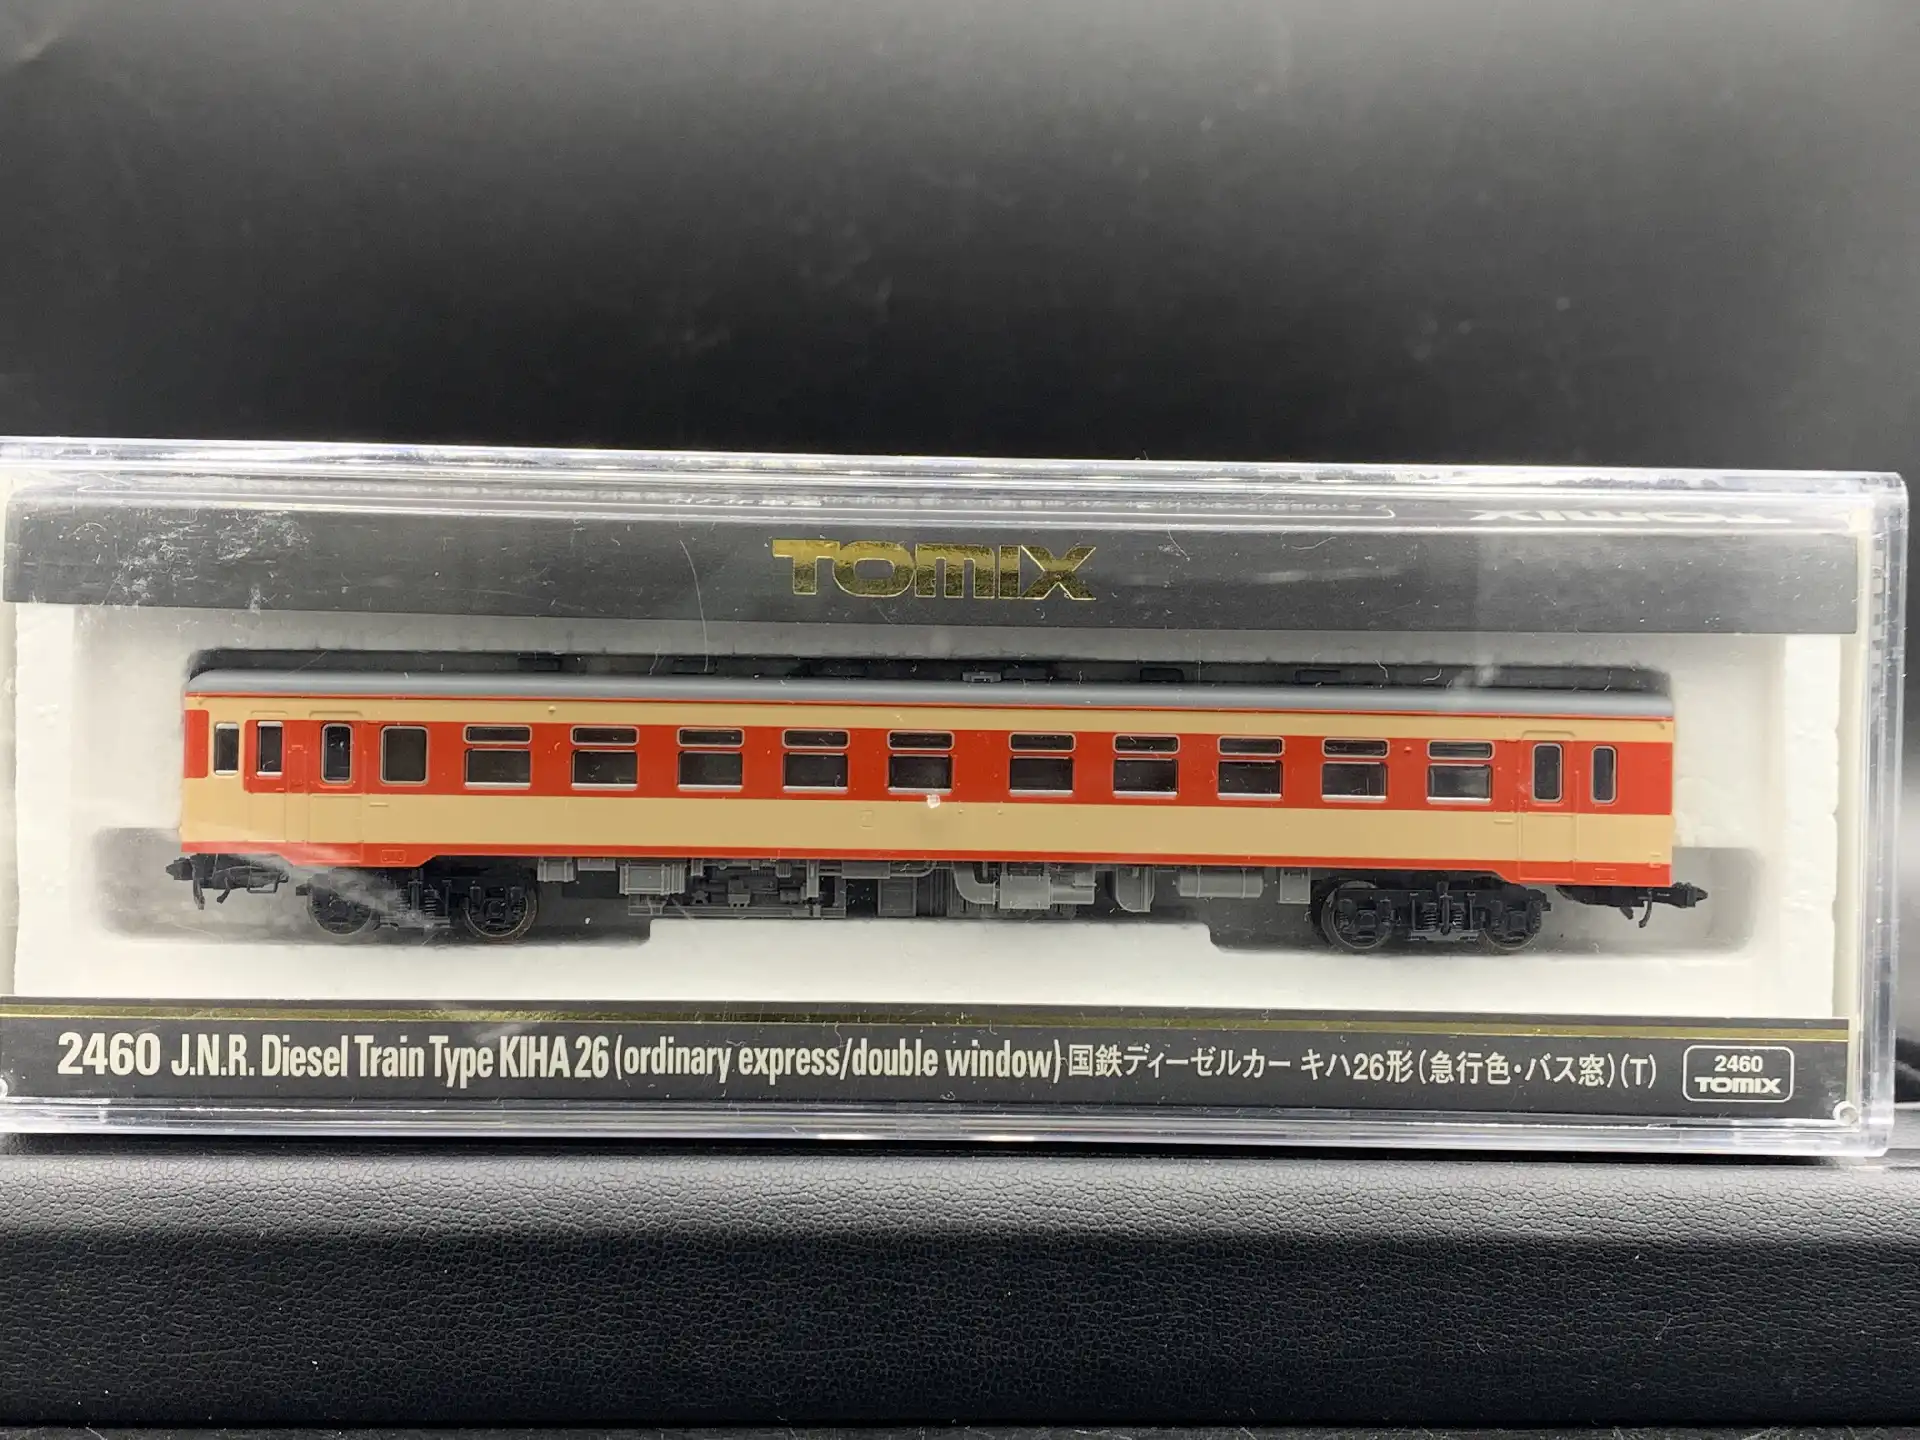 TOMIX
2460 J.N.R. Diesel Train Type KIHA 26 (ordinary express/double window) 国鉄ディーゼルカー キハ26形(急行色・バス窓)(T)
2460
TOMIX